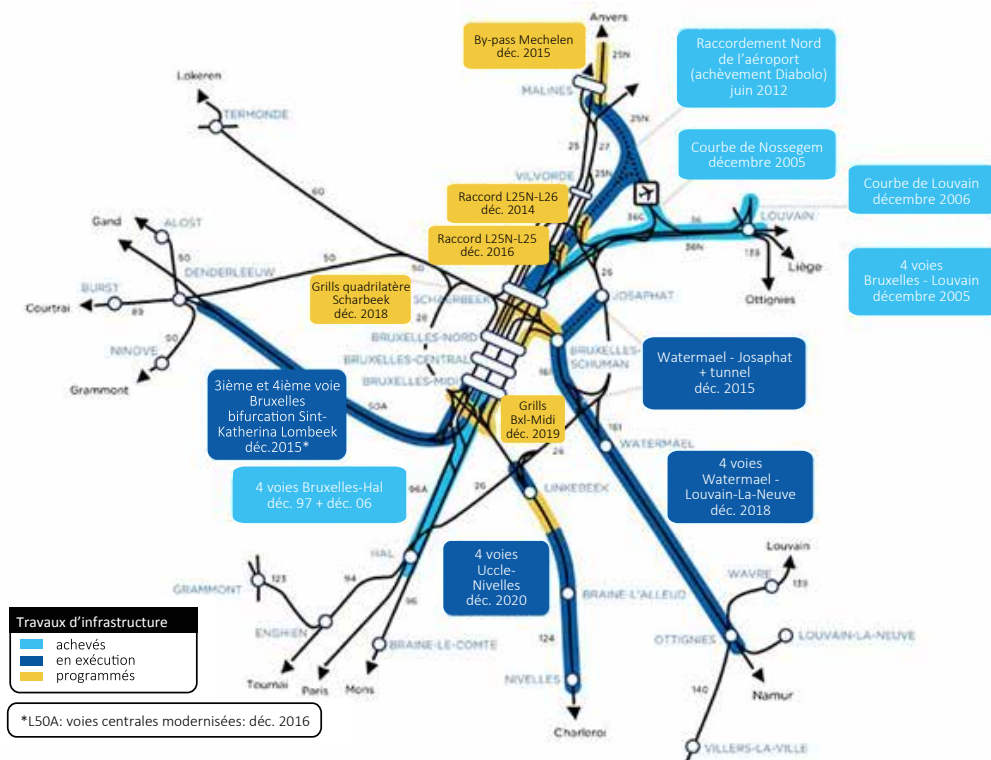 Anvers
By-pass Mechelen
déc. 2015
25N
Raccordement Nord
de l'aéroport
(achèvement Diabolo)
juin 2012
Lokeren
MALINES
TERMONDE
25N
25
27
Courbe de Nossegem
décembre 2005
VILVORDE
25N
Courbe de Louvain
décembre 2006
60
Raccord L25N-L26
déc. 2014
36C
36
LOUVAIN
Gand
ALOST
Raccord L25N-L25
déc. 2016
36N
139
Liège
50
50
50
26
4 voies
Bruxelles - Louvain
décembre 2005
DENDERLEEUW
BURST
Grills quadrilatère
Scharbeek
déc. 2018
SCHAERBEEK
JOSAPHAT
Ottignies
Courtrai
89
28
NINOVE
90
BRUXELLES-NORD
BRUXELLES-CENTRAL
BRUXELLES-MIDI
BRUXELLES-
SCHUMAN
161
Watermael - Josaphat
+ tunnel
déc. 2015
Grammont
3ième et 4ième voie
Bruxelles
bifurcation Sint-
Katherina Lombeek
déc.2015*
50A
Grills
Bxl-Midi
déc. 2019
161
WATERMAEL
26
4 voies Bruxelles-Hal
déc. 97 + déc. 06
96A
26
LINKEBEEK
4 voies
Watermael -
Louvain-La-Neuve
déc. 2018
HAL
4 voies
Uccle-
Nivelles
déc. 2020
Louvain
GRAMMONT
123
94
WAVRE
139
96
BRAINE-L'ALLEUD
ENGHIEN
BRAINE-LE-COMTE
124
OTTIGNIES
LOUVAIN-LA-NEUVE
Travaux d'infrastructure
achevés
en exécution
programmés
Tournai
Paris
Mons
NIVELLES
140
Namur
*L50A: voies centrales modernisées: déc. 2016
Charleroi
VILLERS-LA-VILLE